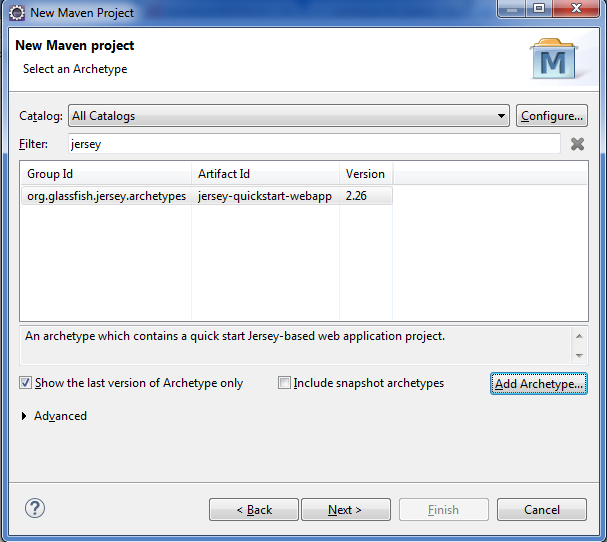 New Maven Project
New Maven project
Select an Archetype
M
Catalog: All Catalogs Configure...
Filter: jersey
Group Id Artifact Id Version
org.glassfish.jersey.archetypes jersey-quickstart-webapp 2.26
An archetype which contains a quick start Jersey-based web application project.
Show the last version of Archetype only Include snapshot archetypes Add Archetype...
Advanced
? < Back Next > Finish Cancel